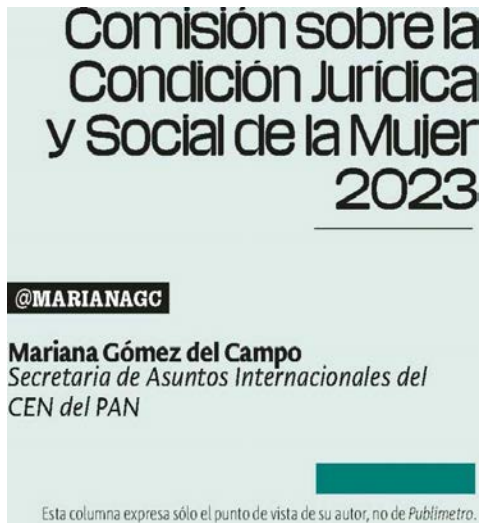 Comisión sobre la
Condición Jurídica
y Social de la Mujer
2023
@MARIANAGC
Mariana Gómez del Campo
Secretaria de Asuntos Internacionales del
CEN del PAN
Esta columna expresa sólo el punto de vista de su autor, no de Publimetro.